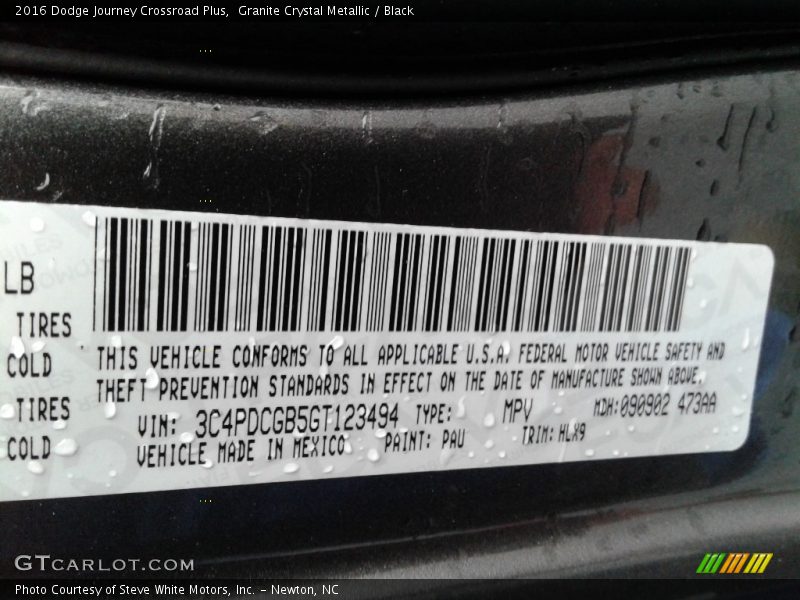 2016 Dodge Journey Crossroad Plus,  Granite Crystal Metallic / Black
LB
TIRES
COLD
TIRES
COLD
THIS VEHICLE CONFORMS TO ALL APPLICABLE U.S.A. FEDERAL MOTOR VEHICLE SAFETY AND
THEFT PREVENTION STANDARDS IN EFFECT ON THE DATE OF MANUFACTURE SHOWN ABOVE.
VIN: 3C4PDCGB5GT123494 TYPE: MPV MDH:090902 473AA
VEHICLE MADE IN MEXICO PAINT: PAU TRIM: HLX9
GTCARLOT.COM
Photo Courtesy of Steve White Motors, Inc. – Newton, NC